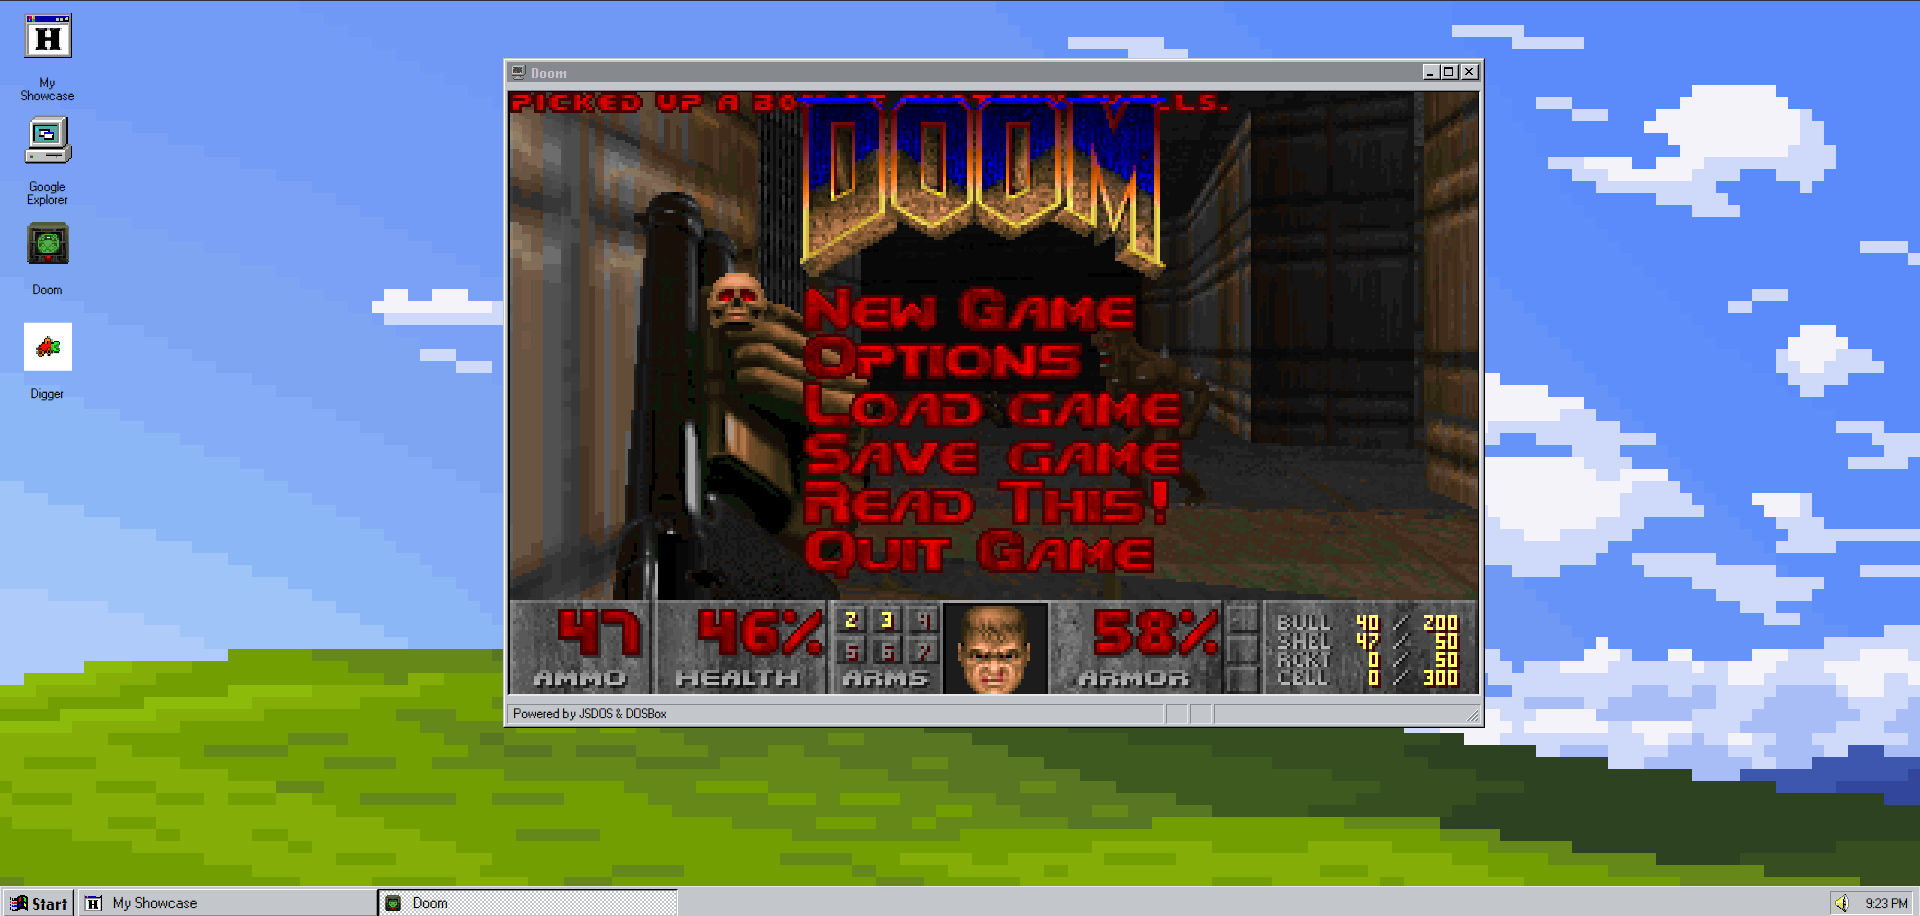 H
My
Showcase
Google
Explorer
Doom
Digger
Doom
PICKED UP A BO
LLS.
DOOM
NEW GAME
OPTIONS
LOAD GAME
SAVE GAME
READ THIS!
QUIT GAME
47
AMMO
46%
HEALTH
2 3 4
5 6 7
ARMS
58%
ARMOR
BULL 40 / 200
SHEL 47 / 50
RCKT 0 / 50
CELL 0 / 300
Powered by JSDOS & DOSBox
Start
H My Showcase
Doom
9:23 PM